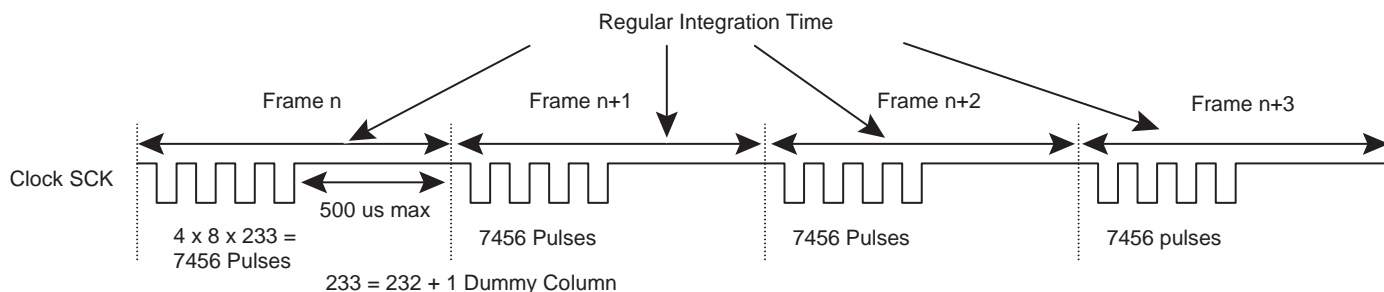 Regular Integration Time
Frame n
Frame n+1
Frame n+2
Frame n+3
Clock SCK
500 us max
4 x 8 x 233 =
7456 Pulses
7456 Pulses
7456 Pulses
7456 pulses
233 = 232 + 1 Dummy Column